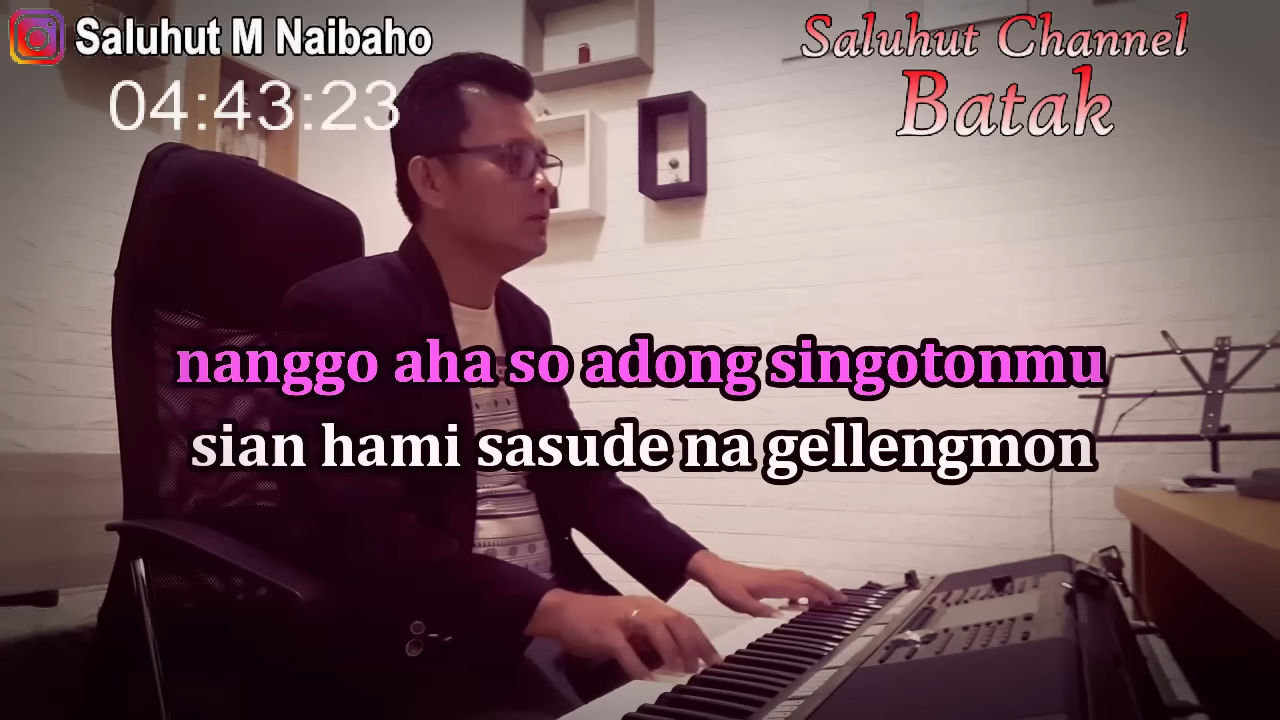 Saluhut M Naibaho
Saluhut Channel
04:43:23
Batak
nanggo aha so adong singotonmu
sian hami sasude na gellengmon